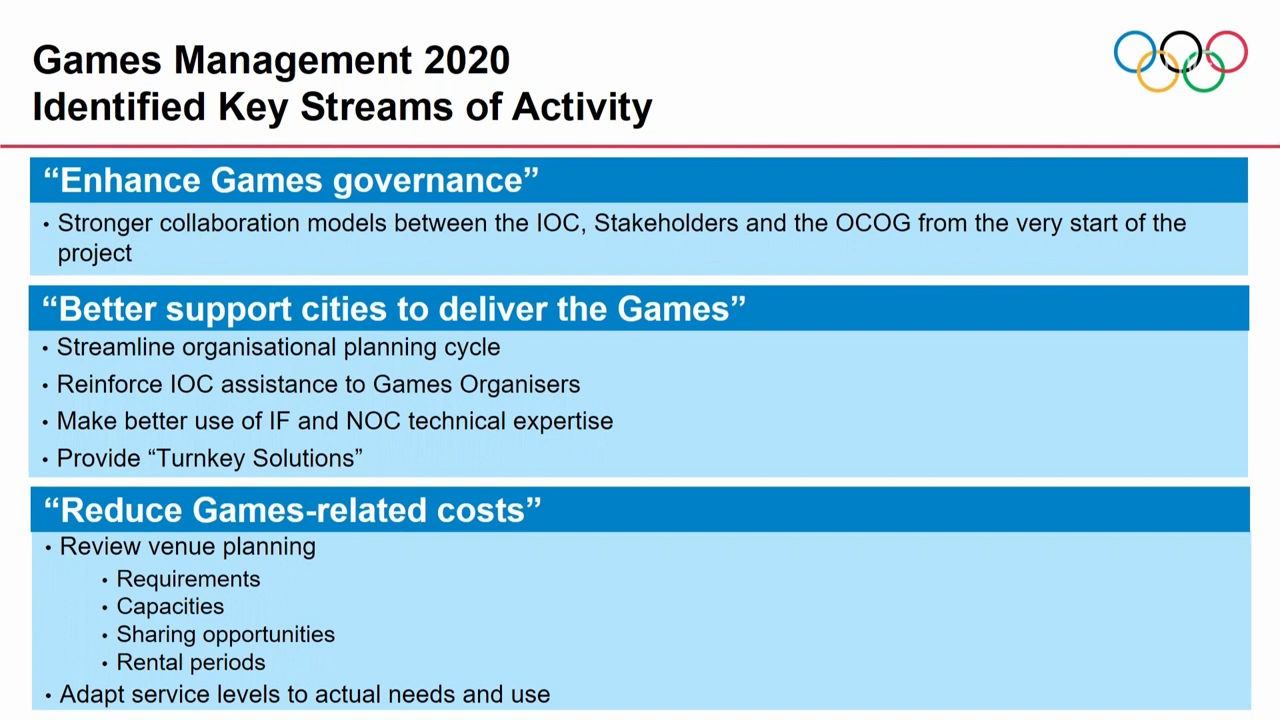 Games Management 2020
Identified Key Streams of Activity
“Enhance Games governance”
• Stronger collaboration models between the IOC, Stakeholders and the OCOG from the very start of the
project
“Better support cities to deliver the Games”
• Streamline organisational planning cycle
• Reinforce IOC assistance to Games Organisers
• Make better use of IF and NOC technical expertise
• Provide “Turnkey Solutions”
“Reduce Games-related costs”
• Review venue planning
• Requirements
• Capacities
• Sharing opportunities
• Rental periods
• Adapt service levels to actual needs and use